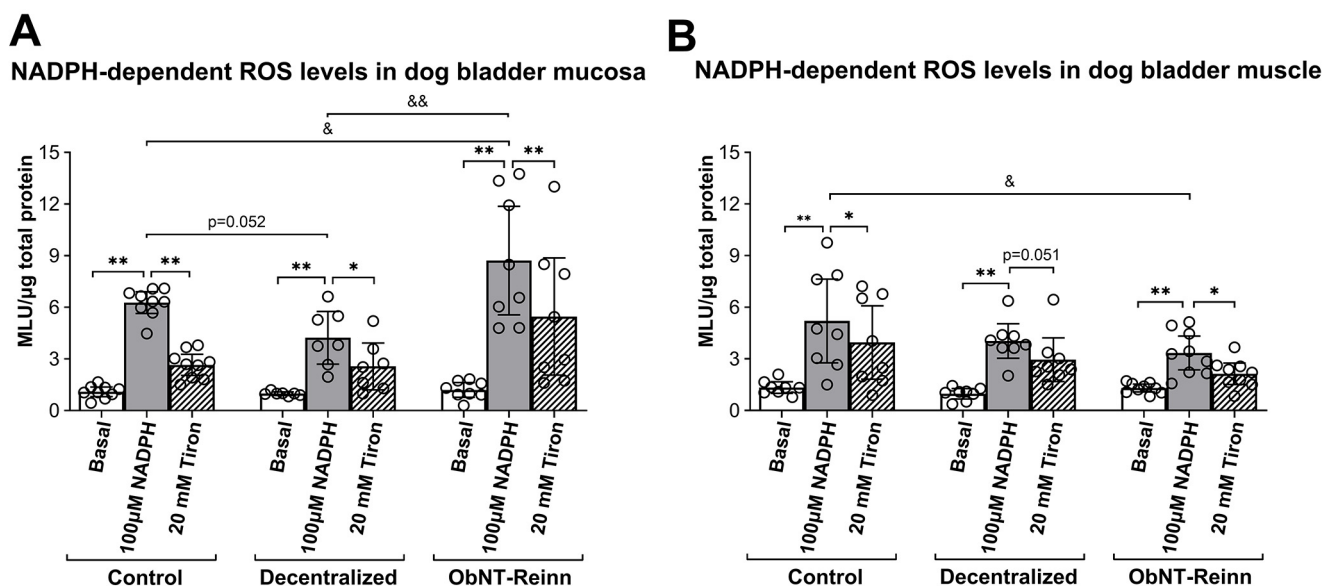 A
NADPH-dependent ROS levels in dog bladder mucosa
&&
&
** **
p=0.052
** **
** *
MLU/µg total protein
15
12
9
6
3
0
Basal
100µM NADPH
20 mM Tiron
Basal
100µM NADPH
20 mM Tiron
Basal
100µM NADPH
20 mM Tiron
Control
Decentralized
ObNT-Reinn
B
NADPH-dependent ROS levels in dog bladder muscle
&
** *
p=0.051
**
** *
MLU/µg total protein
15
12
9
6
3
0
Basal
100µM NADPH
20 mM Tiron
Basal
100µM NADPH
20 mM Tiron
Basal
100µM NADPH
20 mM Tiron
Control
Decentralized
ObNT-Reinn